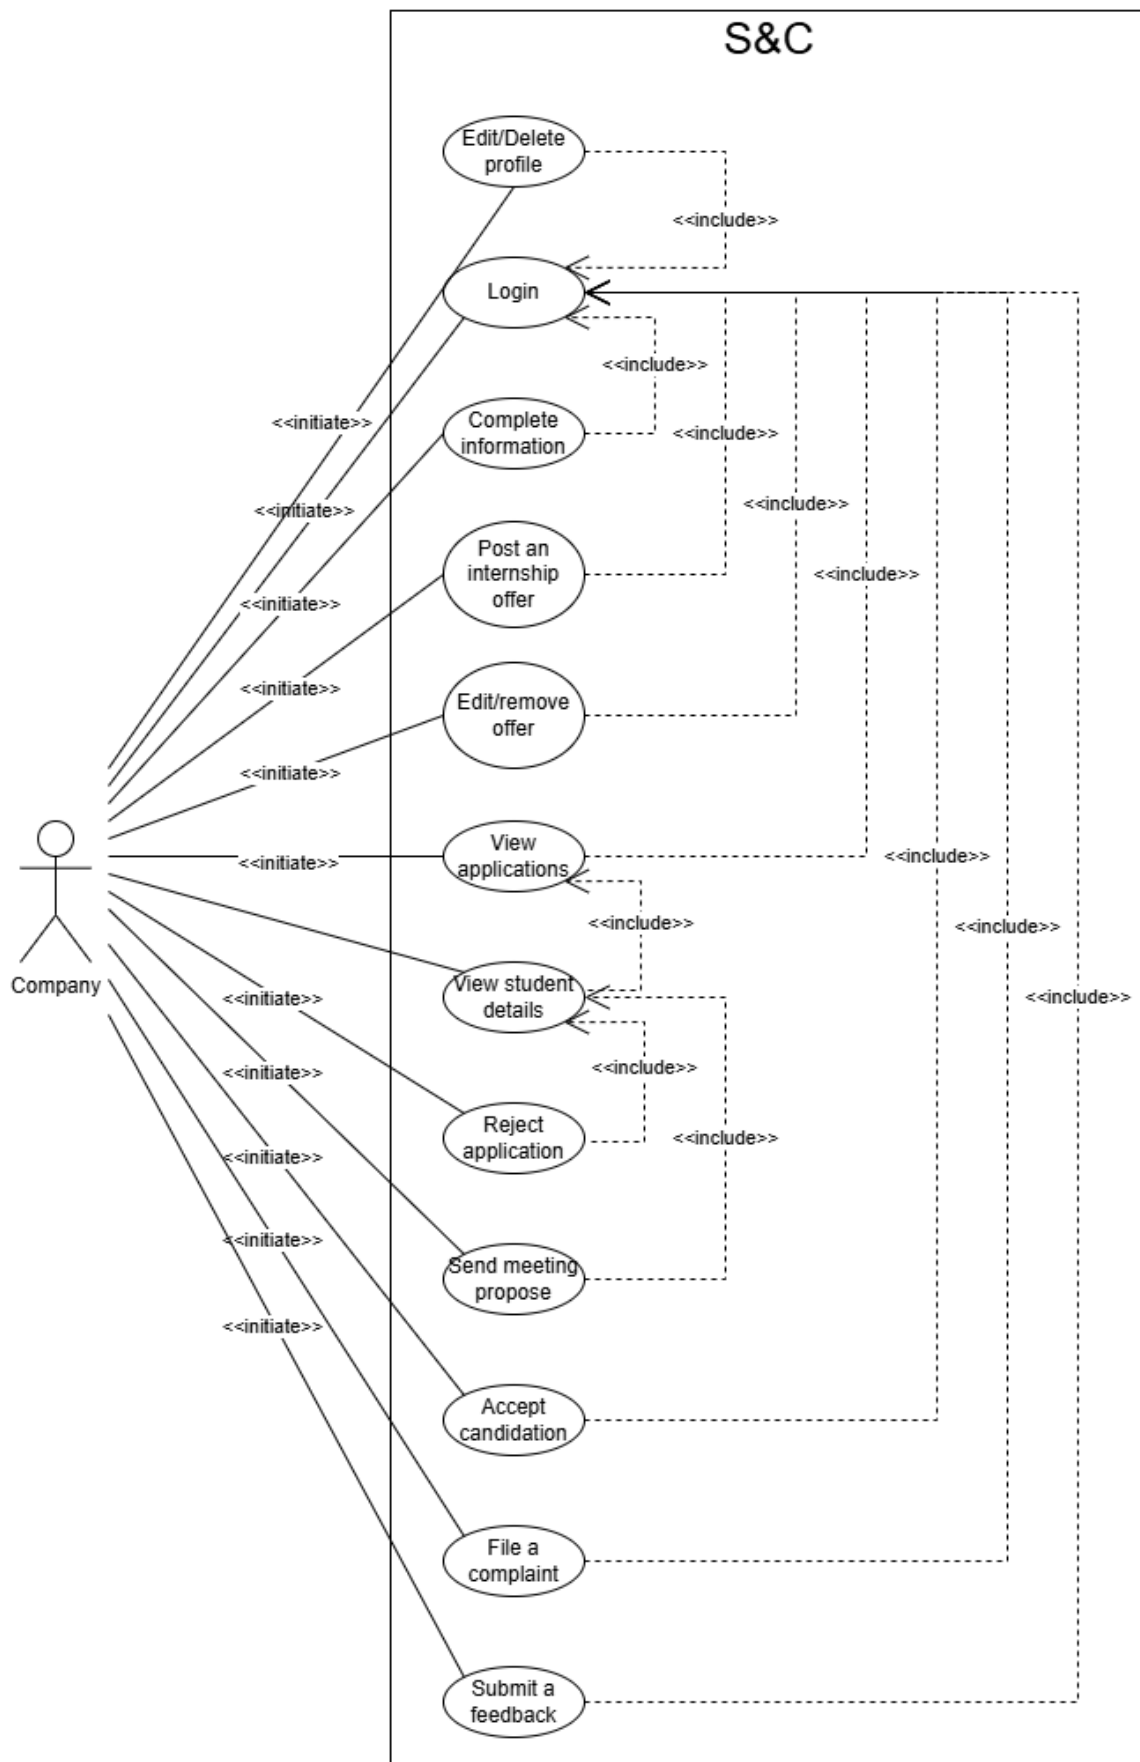 S&C
Edit/Delete
profile
<<include>>
Login
<<include>>
<<initiate>>
Complete
information
<<include>>
<<initiate>>
<<include>>
Post an
internship
offer
<<include>>
<<initiate>>
<<initiate>>
Edit/remove
offer
<<initiate>>
View
applications
<<initiate>>
<<include>>
<<include>>
<<include>>
Company
View student
details
<<initiate>>
<<include>>
<<include>>
<<initiate>>
Reject
application
<<include>>
<<initiate>>
<<initiate>>
Send meeting
propose
<<initiate>>
Accept
candidation
File a
complaint
Submit a
feedback